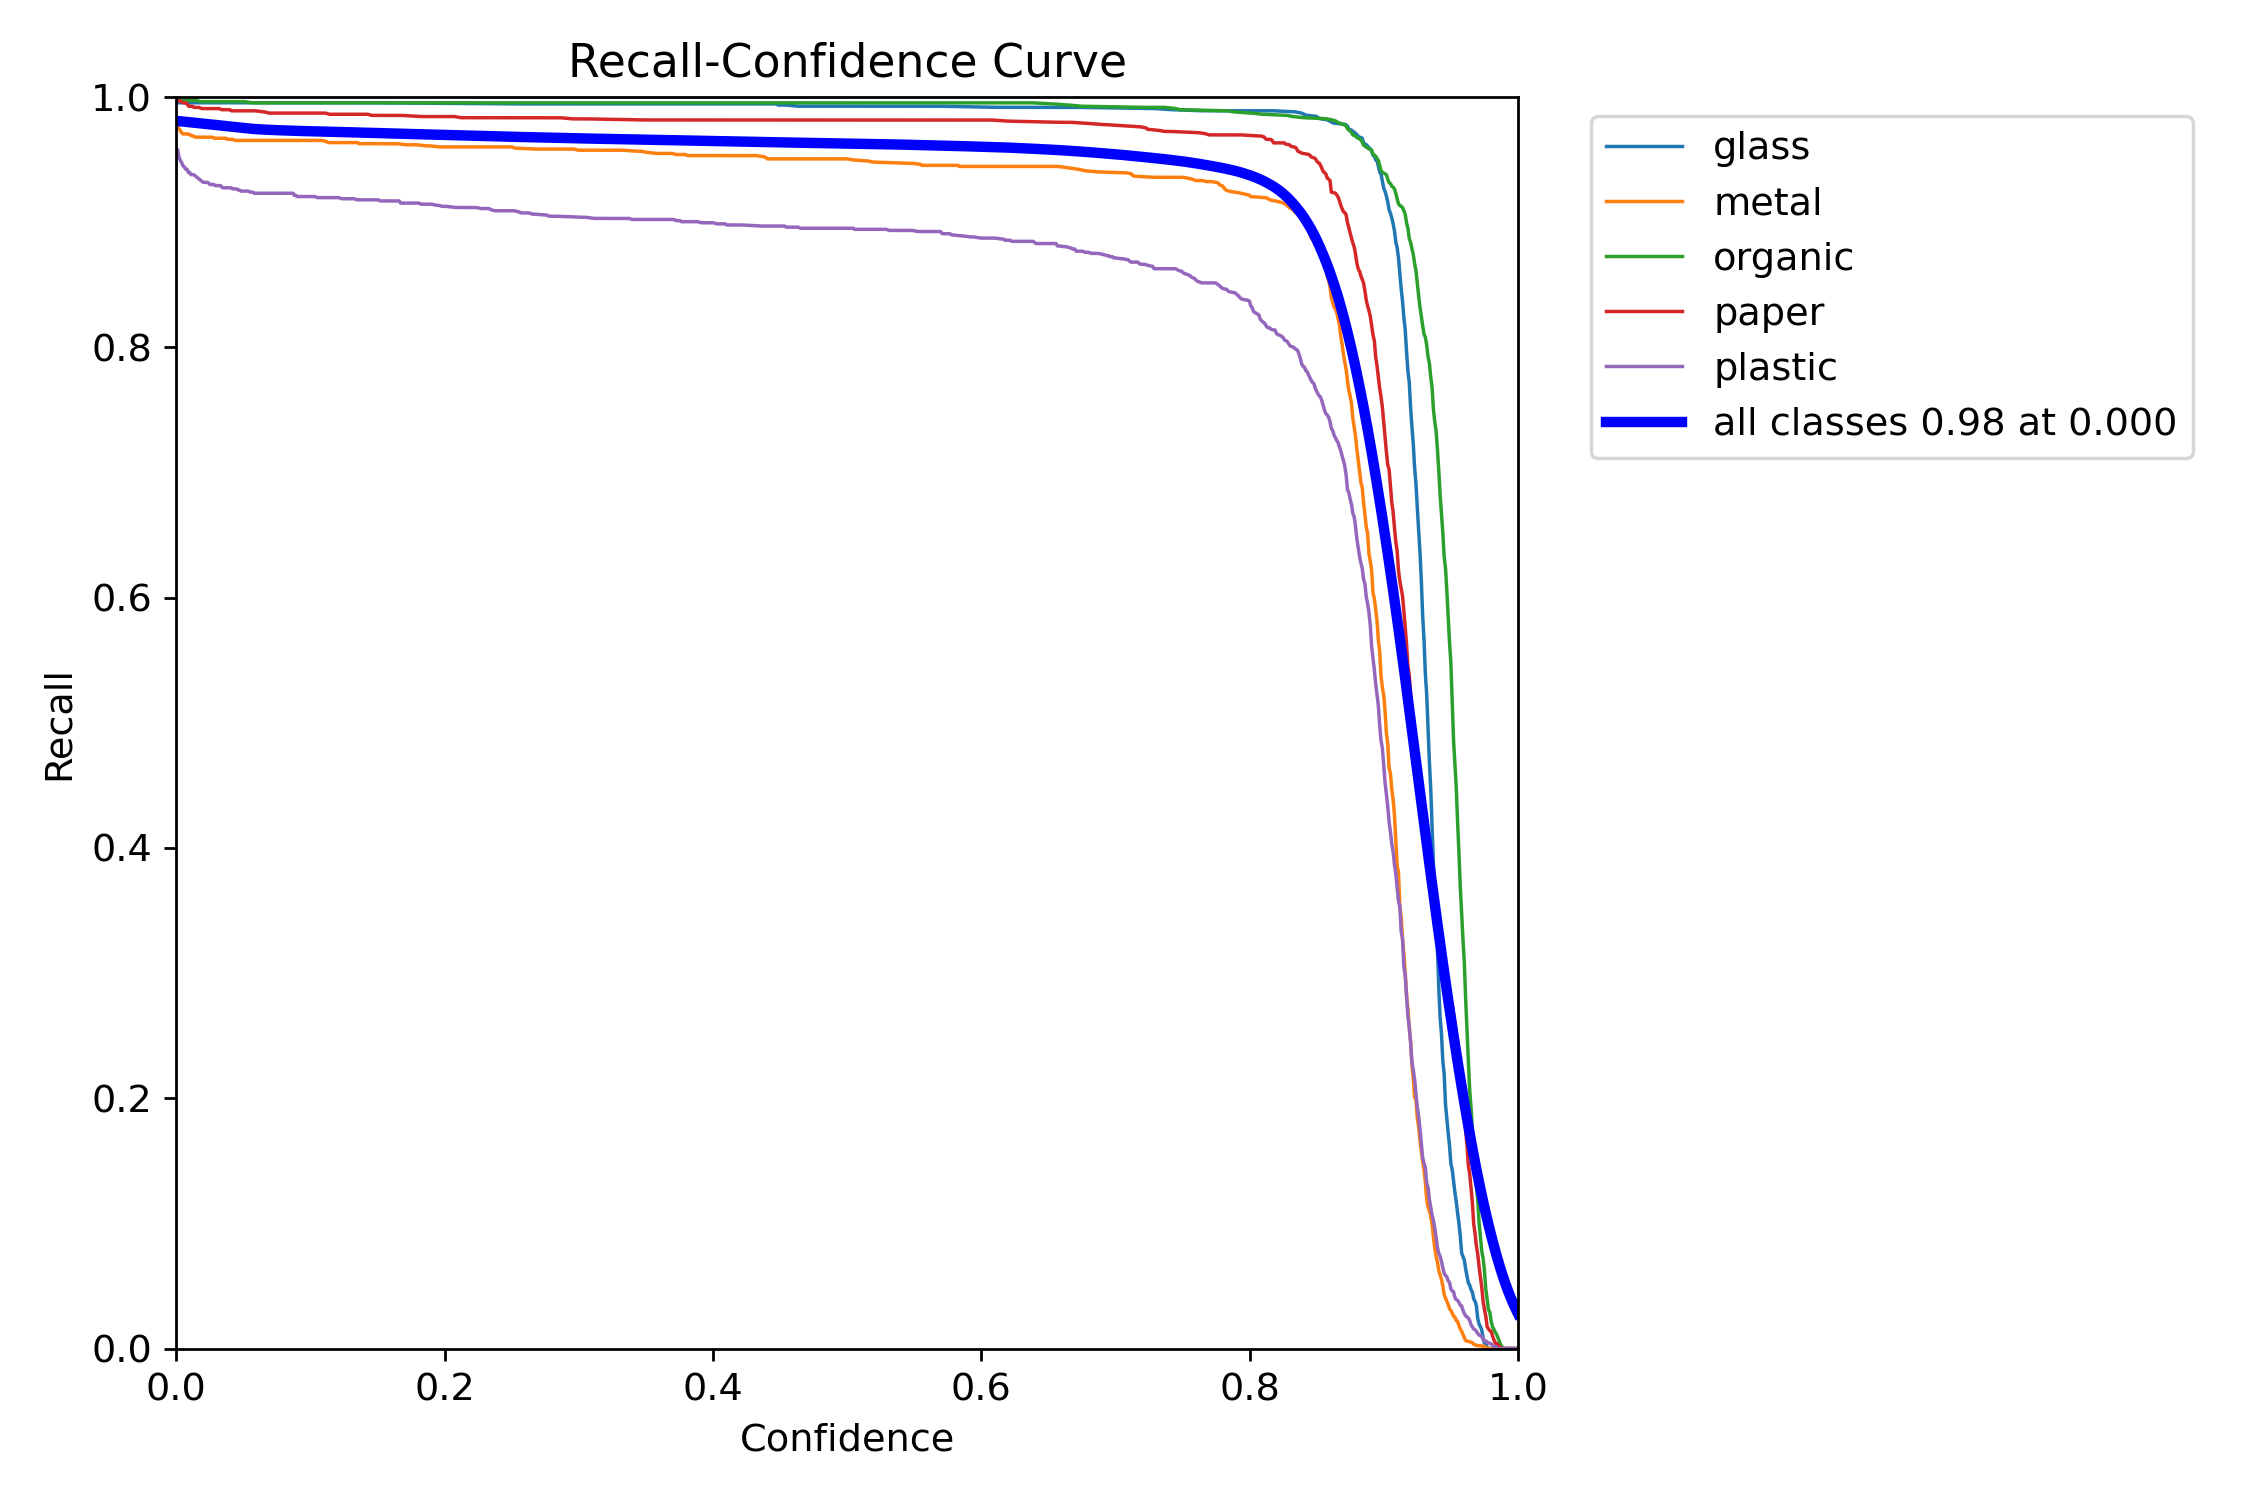 Recall-Confidence Curve
1.0
0.8
0.6
0.4
0.2
0.0
Recall
0.0 0.2 0.4 0.6 0.8 1.0
Confidence
glass
metal
organic
paper
plastic
all classes 0.98 at 0.000